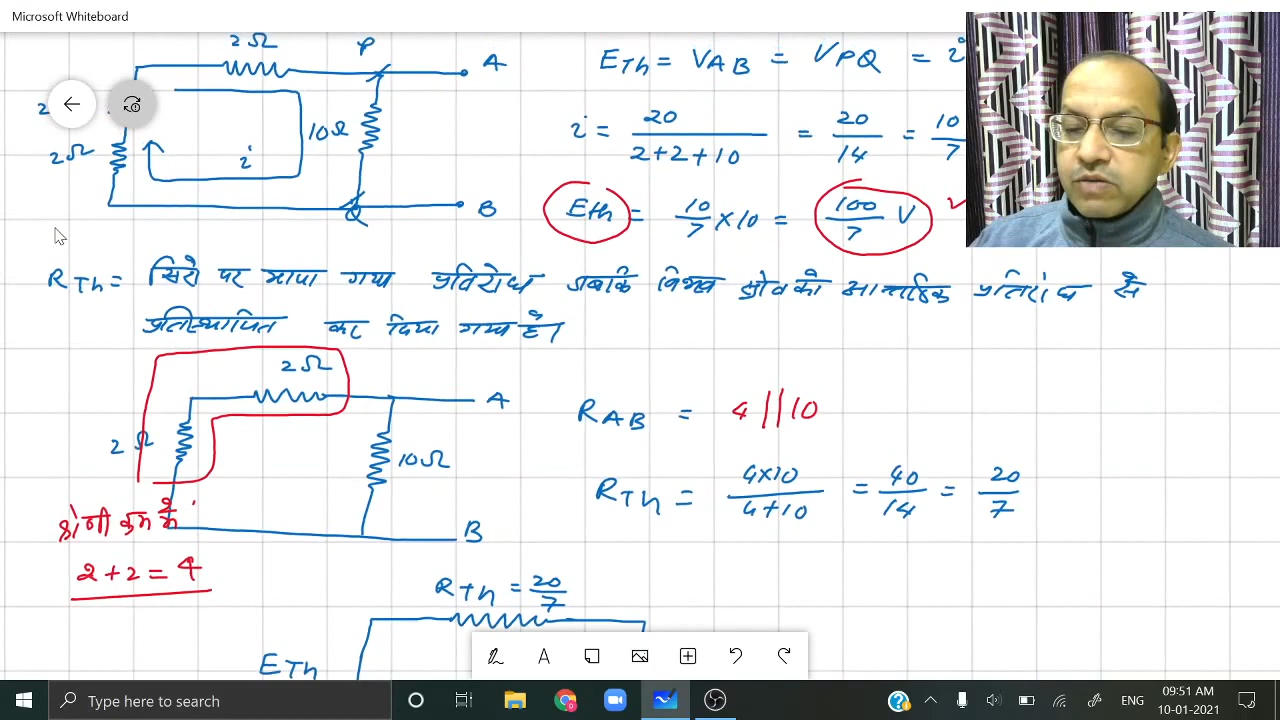 Microsoft Whiteboard
2Ω P A
ETh = VAB = VPQ = i
2
2Ω 10Ω i
i = 20 / 2+2+10 = 20 / 14 = 10 / 7
Q B
Eth = 10/7 × 10 = 100/7 V
RTh = सिरो पर मापा गया प्रतिरोध जबकि विभव स्रोत को आन्तरिक प्रतिरोध से
प्रतिस्थापित कर दिया गया है।
2Ω A
2Ω 10Ω
RAB = 4 || 10
RTh = 4×10 / 4+10 = 40 / 14 = 20 / 7
B
2+2 = 4
RTh = 20/7
ETh
Type here to search
ENG
09:51 AM
10-01-2021